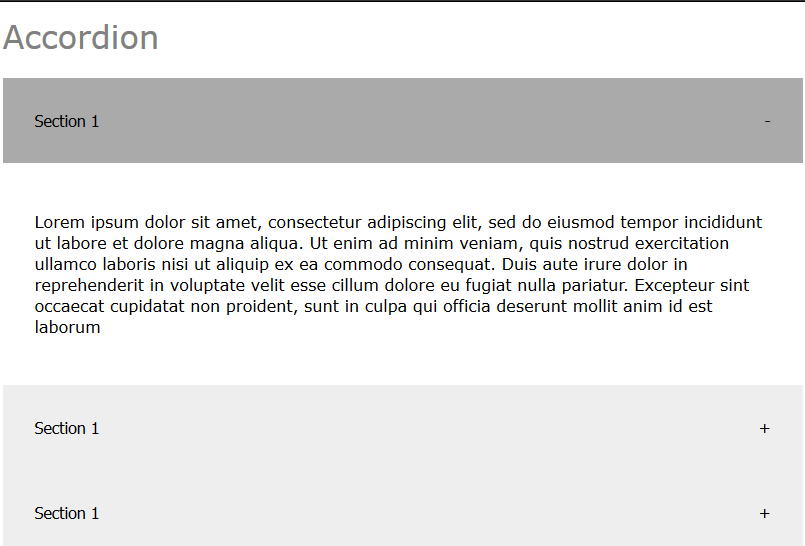 Accordion
Section 1 -
Lorem ipsum dolor sit amet, consectetur adipiscing elit, sed do eiusmod tempor incididunt
ut labore et dolore magna aliqua. Ut enim ad minim veniam, quis nostrud exercitation
ullamco laboris nisi ut aliquip ex ea commodo consequat. Duis aute irure dolor in
reprehenderit in voluptate velit esse cillum dolore eu fugiat nulla pariatur. Excepteur sint
occaecat cupidatat non proident, sunt in culpa qui officia deserunt mollit anim id est
laborum
Section 1 +
Section 1 +